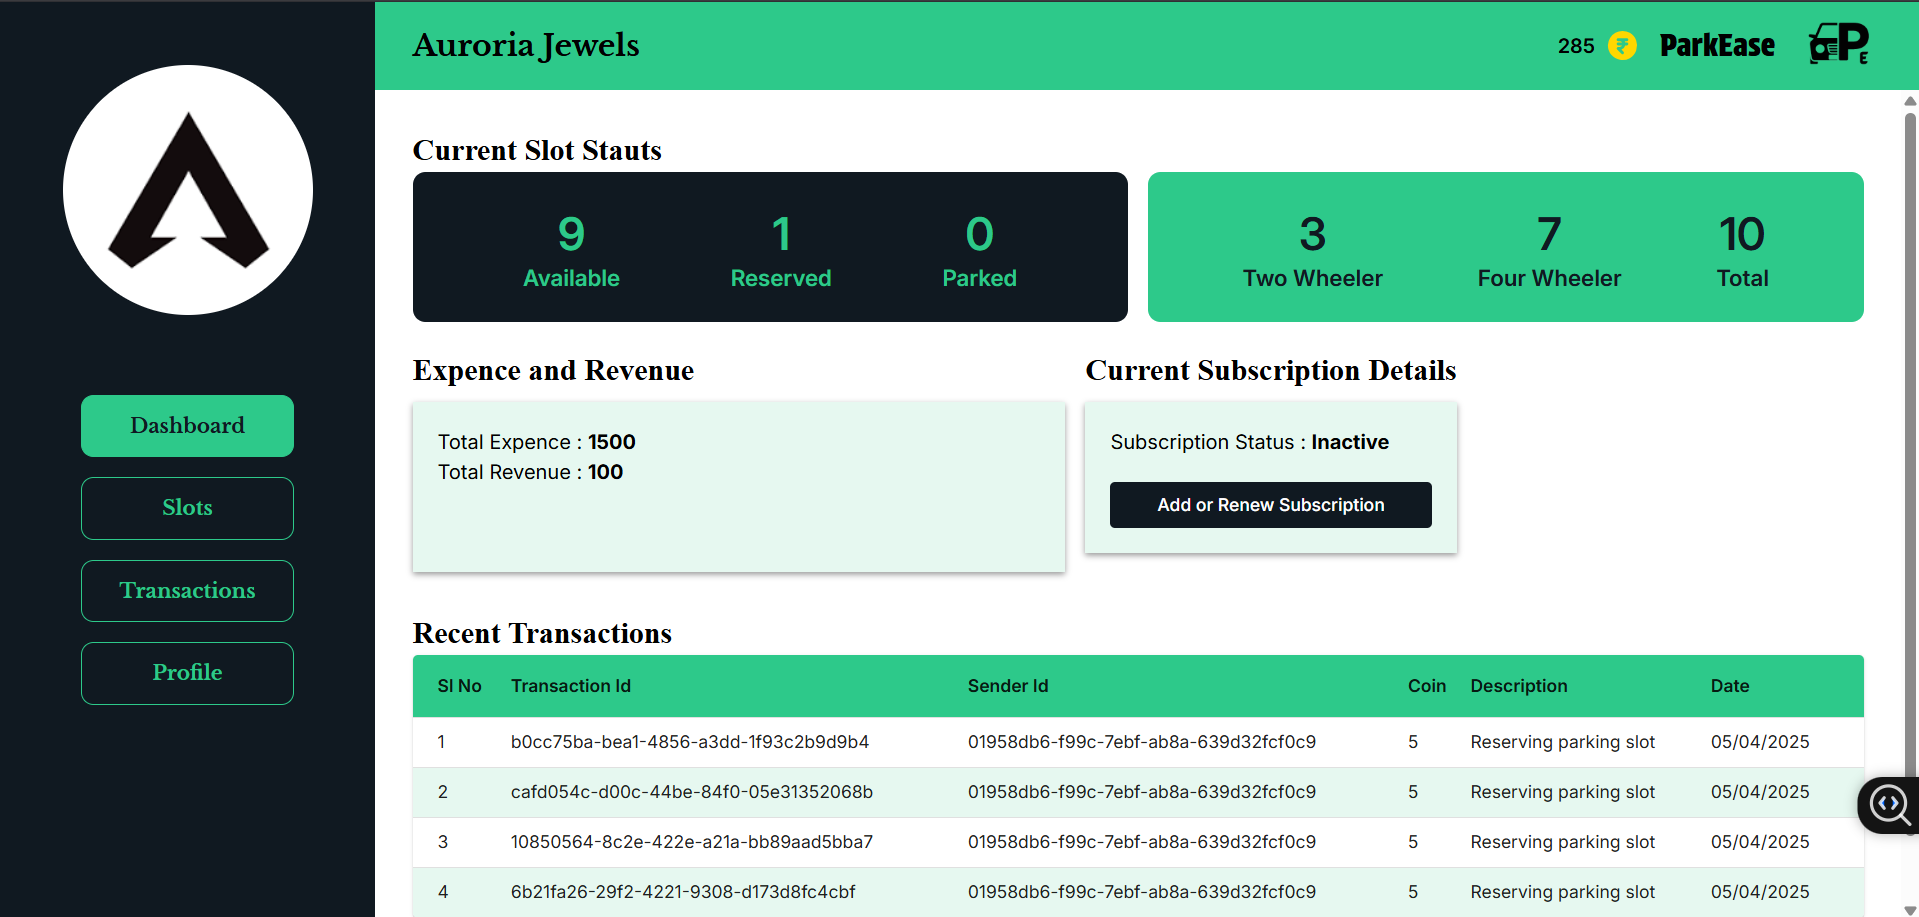 Auroria Jewels
285 ₹ ParkEase P E
Dashboard
Slots
Transactions
Profile
Current Slot Stauts
9 1 0
Available Reserved Parked
3 7 10
Two Wheeler Four Wheeler Total
Expence and Revenue
Total Expence : 1500
Total Revenue : 100
Current Subscription Details
Subscription Status : Inactive
Add or Renew Subscription
Recent Transactions
Sl No Transaction Id Sender Id Coin Description Date
1 b0cc75ba-bea1-4856-a3dd-1f93c2b9d9b4 01958db6-f99c-7ebf-ab8a-639d32fcf0c9 5 Reserving parking slot 05/04/2025
2 cafd054c-d00c-44be-84f0-05e31352068b 01958db6-f99c-7ebf-ab8a-639d32fcf0c9 5 Reserving parking slot 05/04/2025
3 10850564-8c2e-422e-a21a-bb89aad5bba7 01958db6-f99c-7ebf-ab8a-639d32fcf0c9 5 Reserving parking slot 05/04/2025
4 6b21fa26-29f2-4221-9308-d173d8fc4cbf 01958db6-f99c-7ebf-ab8a-639d32fcf0c9 5 Reserving parking slot 05/04/2025